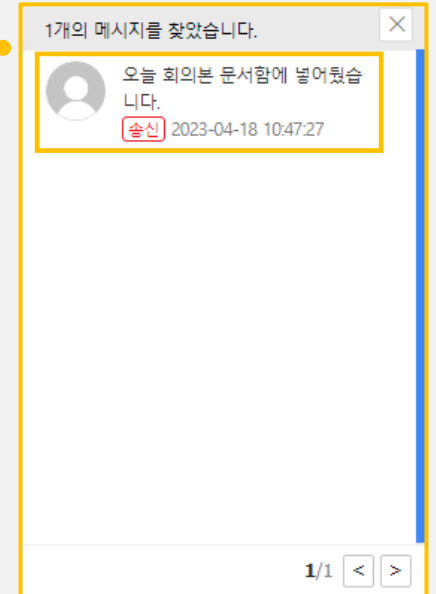 1개의 메시지를 찾았습니다.
오늘 회의본 문서함에 넣어뒀습
니다.
송신 2023-04-18 10:47:27
1/1 < >